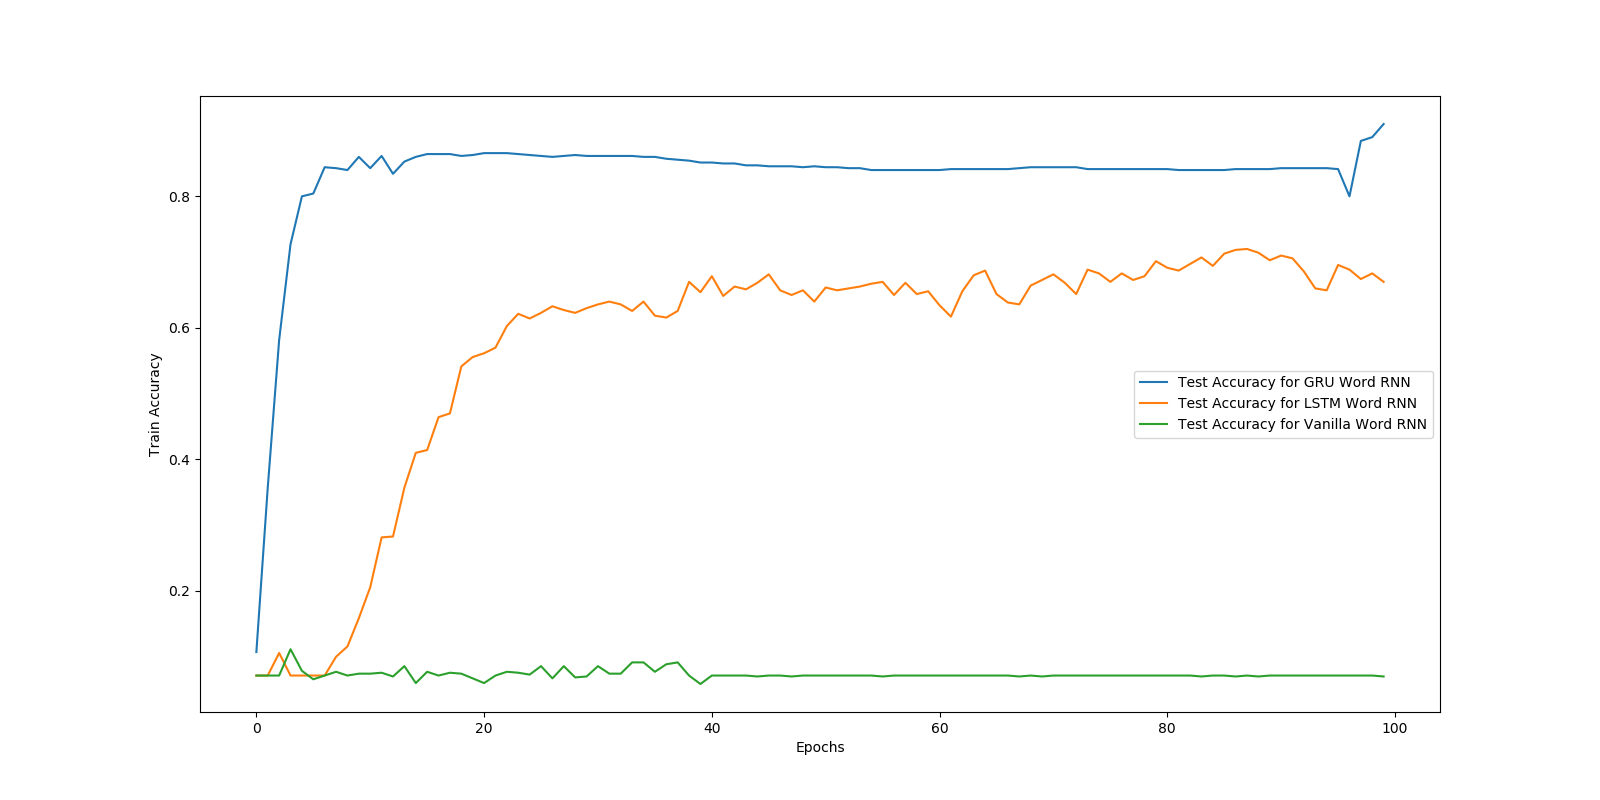 Train Accuracy
0.8
0.6
0.4
0.2
0 20 40 60 80 100
Epochs
Test Accuracy for GRU Word RNN
Test Accuracy for LSTM Word RNN
Test Accuracy for Vanilla Word RNN